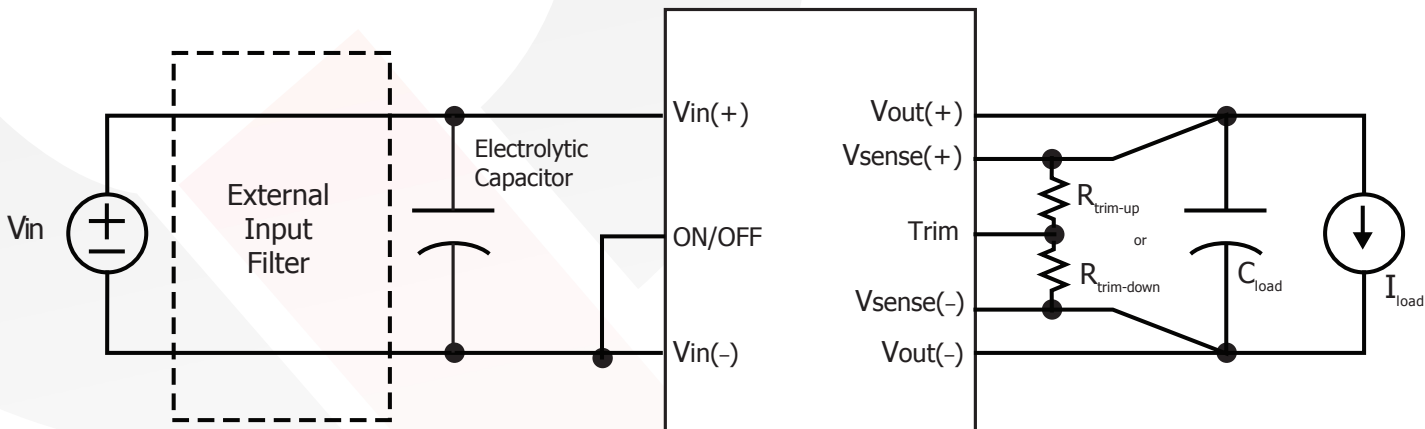 Vin
External
Input
Filter
Electrolytic
Capacitor
Vin(+)
ON/OFF
Vin(–)
Vout(+)
Vsense(+)
Trim
Vsense(–)
Vout(–)
Rtrim-up
or
Rtrim-down
Cload
Iload